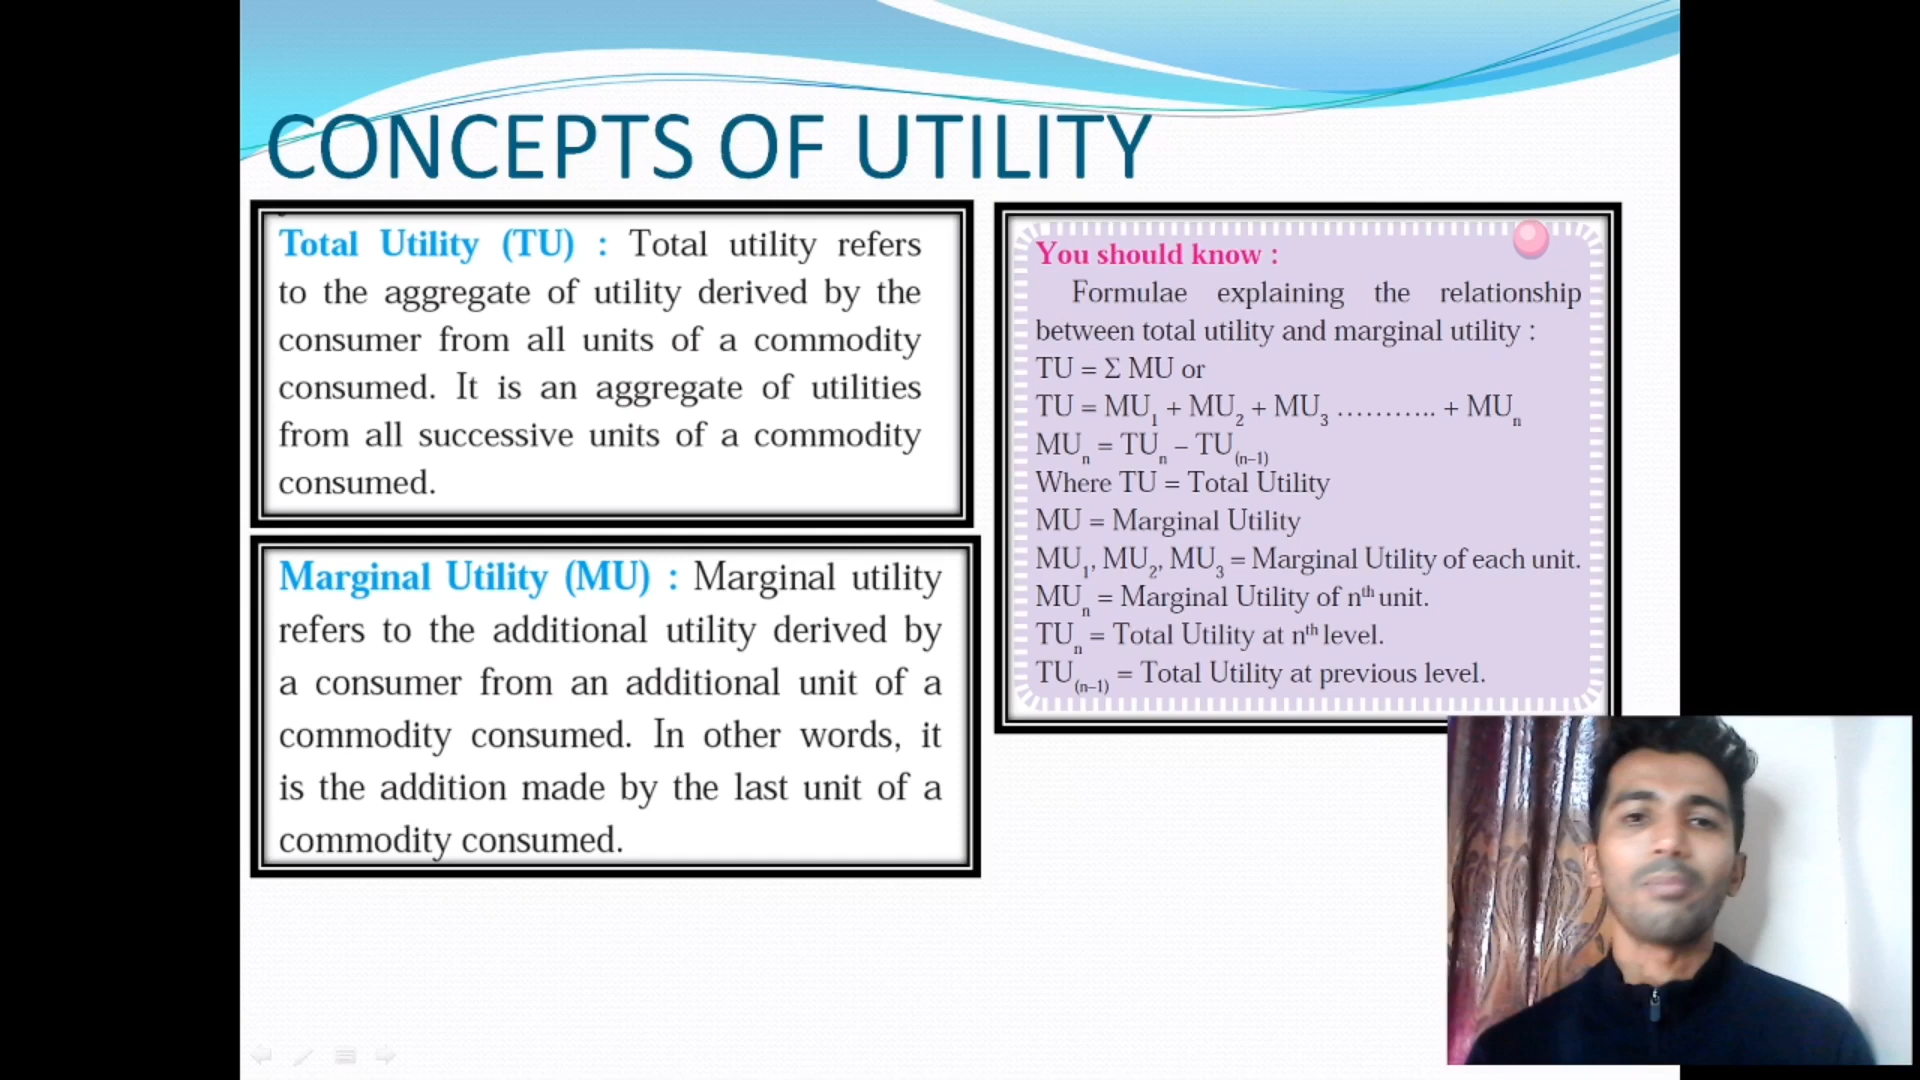 CONCEPTS OF UTILITY
Total Utility (TU) : Total utility refers
to the aggregate of utility derived by the
consumer from all units of a commodity
consumed. It is an aggregate of utilities
from all successive units of a commodity
consumed.
Marginal Utility (MU) : Marginal utility
refers to the additional utility derived by
a consumer from an additional unit of a
commodity consumed. In other words, it
is the addition made by the last unit of a
commodity consumed.
You should know :
Formulae explaining the relationship
between total utility and marginal utility :
TU = Σ MU or
TU = MU₁ + MU₂ + MU₃ ……….. + MUₙ
MUₙ = TUₙ – TU₍ₙ₋₁₎
Where TU = Total Utility
MU = Marginal Utility
MU₁, MU₂, MU₃ = Marginal Utility of each unit.
MUₙ = Marginal Utility of nᵗʰ unit.
TUₙ = Total Utility at nᵗʰ level.
TU₍ₙ₋₁₎ = Total Utility at previous level.